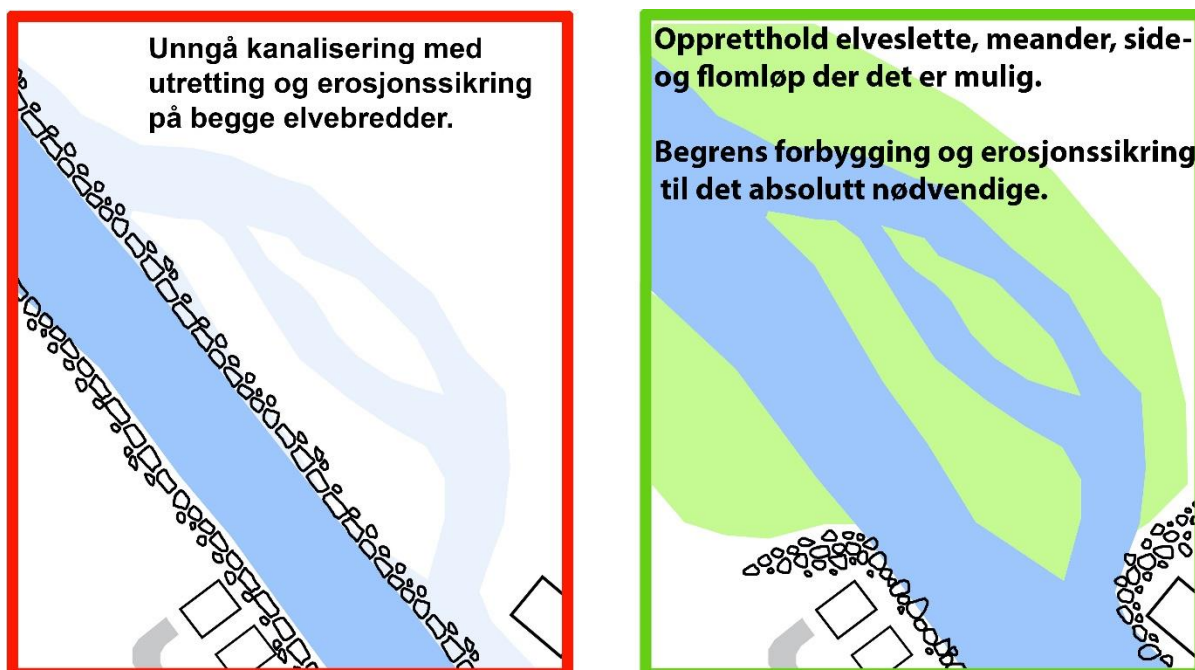 Unngå kanalisering med
utretting og erosjonssikring
på begge elvebredder.
Oppretthold elveslette, meander, side-
og flomløp der det er mulig.
Begrens forbygging og erosjonssikring
til det absolutt nødvendige.